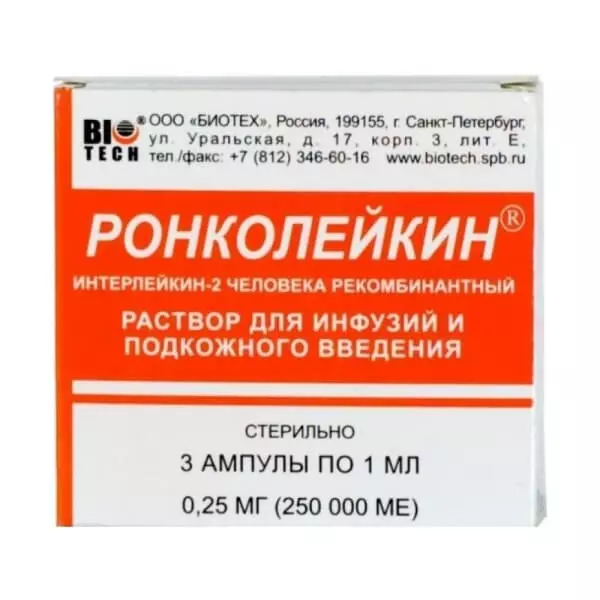 BIO
TECH
® ООО «БИОТЕХ», Россия, 199155, г. Санкт-Петербург,
ул. Уральская, д. 17, корп. 3, лит. Е,
тел./факс: +7 (812) 346-60-16 www.biotech.spb.ru
РОНКОЛЕЙКИН®
ИНТЕРЛЕЙКИН-2 ЧЕЛОВЕКА РЕКОМБИНАНТНЫЙ
РАСТВОР ДЛЯ ИНФУЗИЙ И
ПОДКОЖНОГО ВВЕДЕНИЯ
СТЕРИЛЬНО
3 АМПУЛЫ ПО 1 МЛ
0,25 МГ (250 000 МЕ)